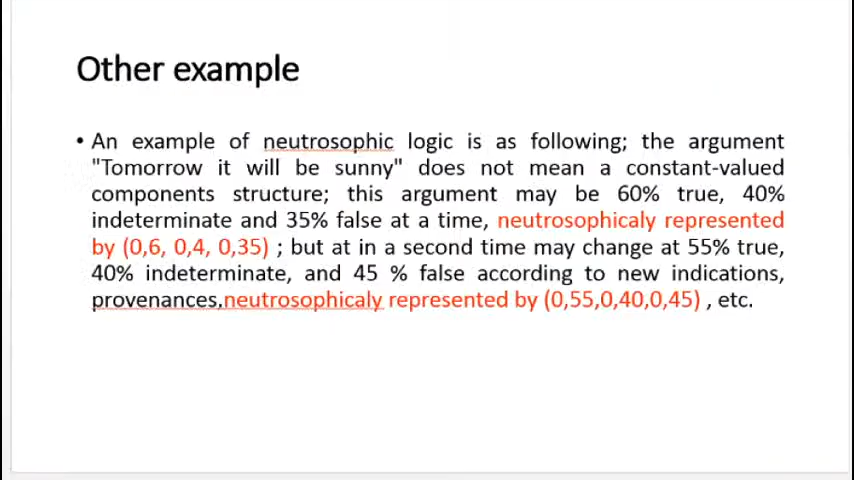 Other example
• An example of neutrosophic logic is as following; the argument
"Tomorrow it will be sunny" does not mean a constant-valued
components structure; this argument may be 60% true, 40%
indeterminate and 35% false at a time, neutrosophicaly represented
by (0,6, 0,4, 0,35) ; but at in a second time may change at 55% true,
40% indeterminate, and 45 % false according to new indications,
provenances,neutrosophicaly represented by (0,55,0,40,0,45) , etc.